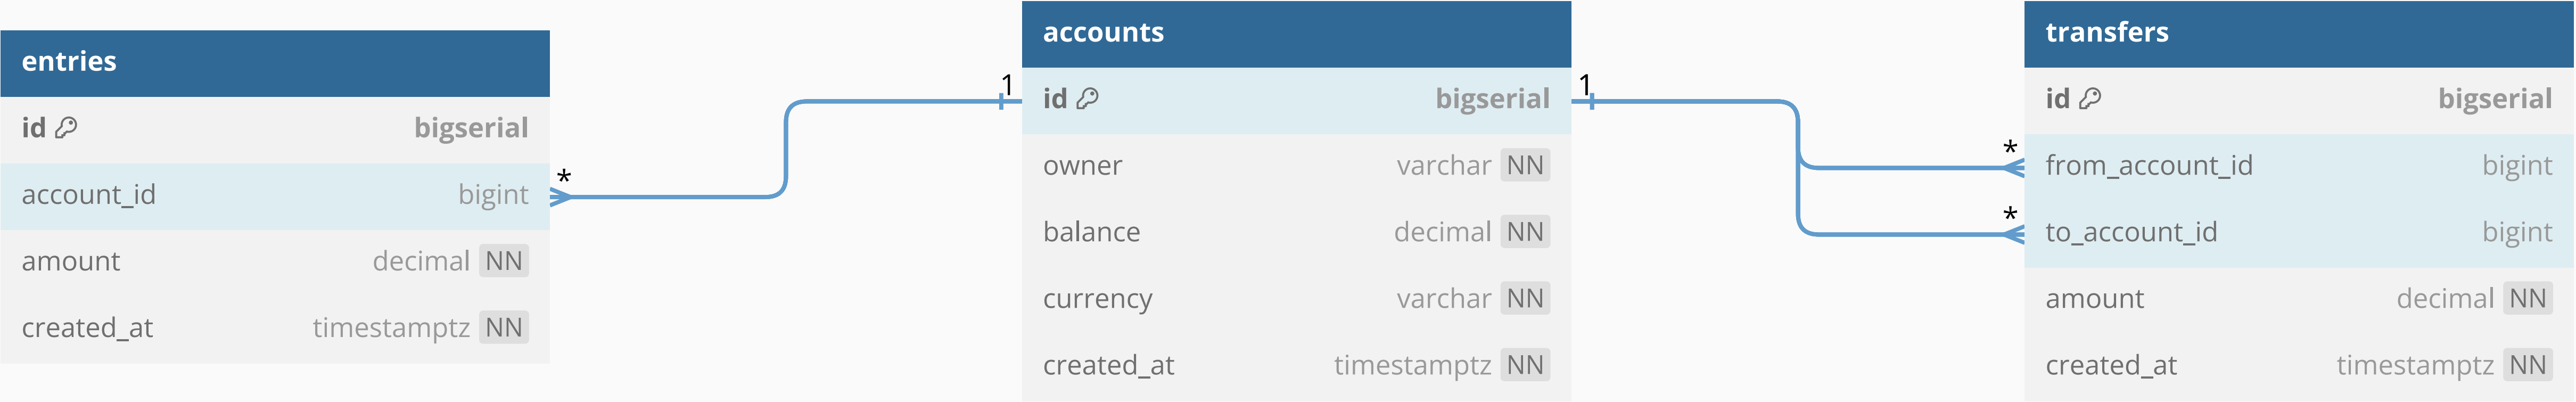 entries
id bigserial
account_id bigint
amount decimal NN
created_at timestamptz NN
*
1
accounts
id bigserial
owner varchar NN
balance decimal NN
currency varchar NN
created_at timestamptz NN
1
*
*
transfers
id bigserial
from_account_id bigint
to_account_id bigint
amount decimal NN
created_at timestamptz NN